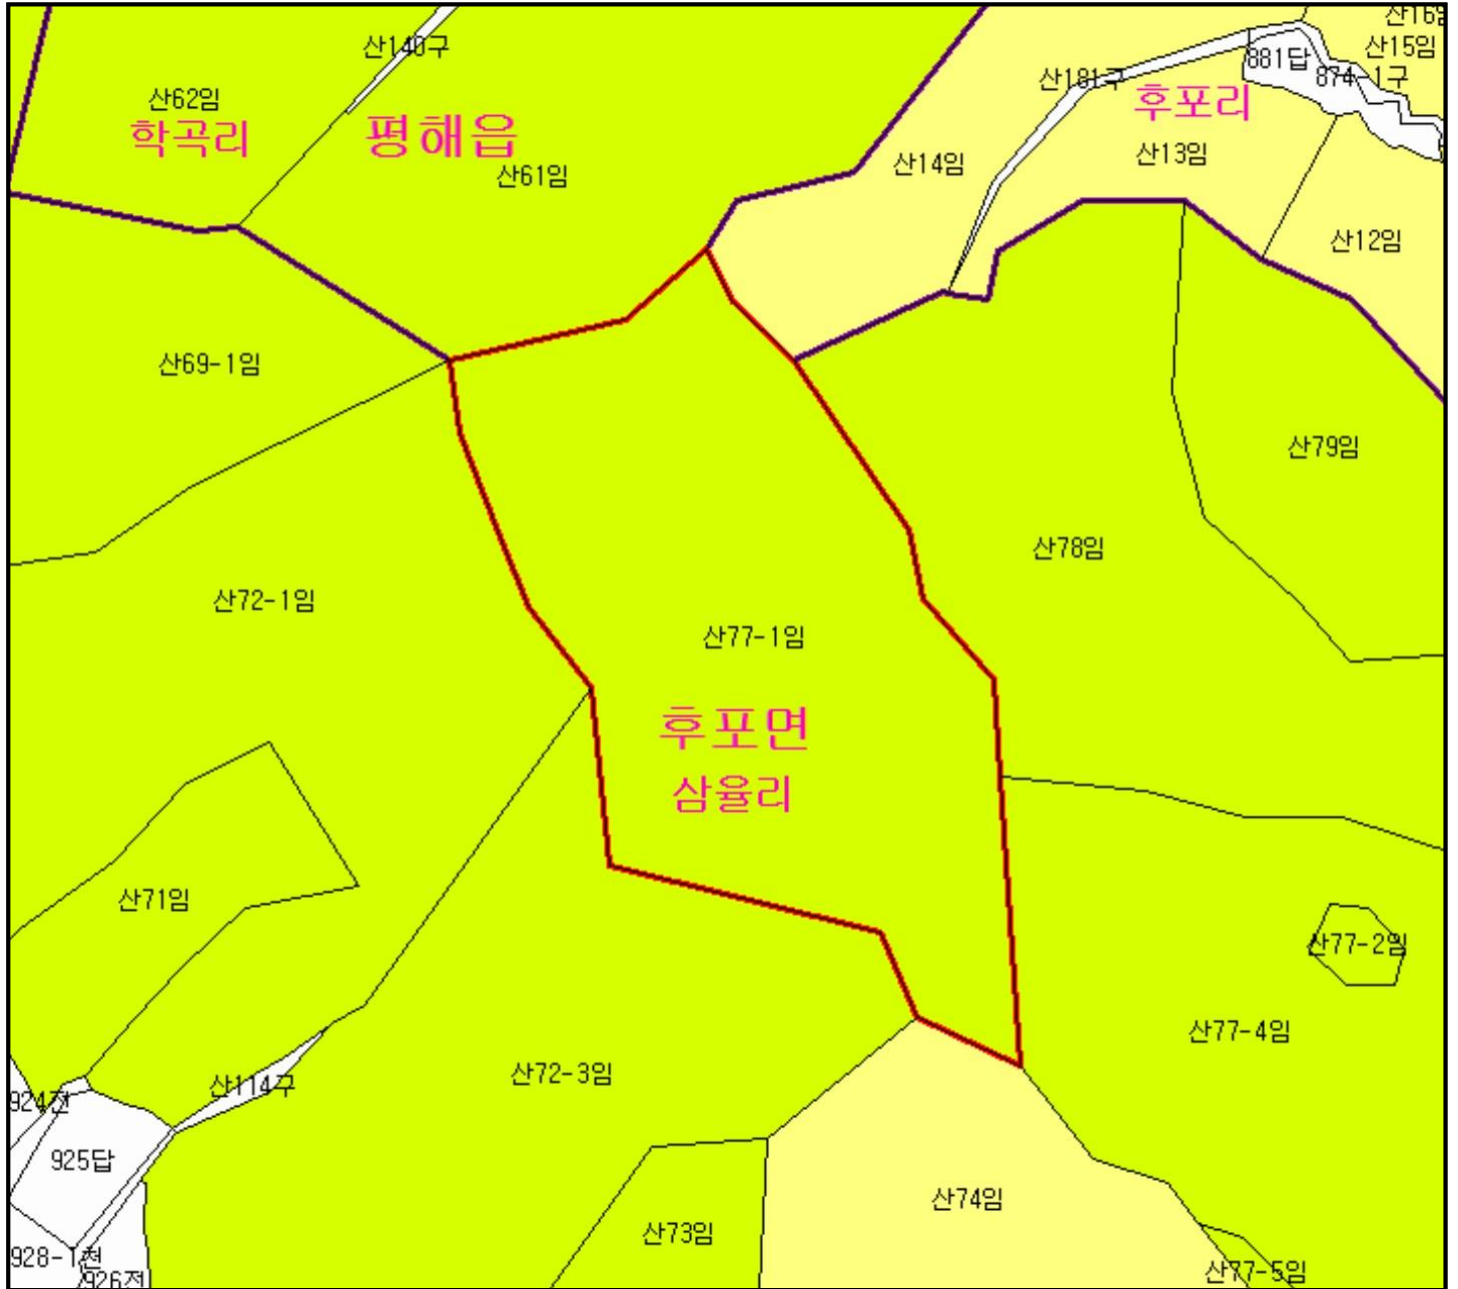 산16임
산140구
산15임
881답
874-1구
산181구
산62임
후포리
학곡리
평해읍
산13임
산14임
산61임
산12임
산69-1임
산79임
산78임
산72-1임
산77-1임
후포면
삼율리
산71임
산77-2임
산77-4임
산72-3임
산114구
924전
925답
산74임
산73임
928-1천
산77-5임
926전